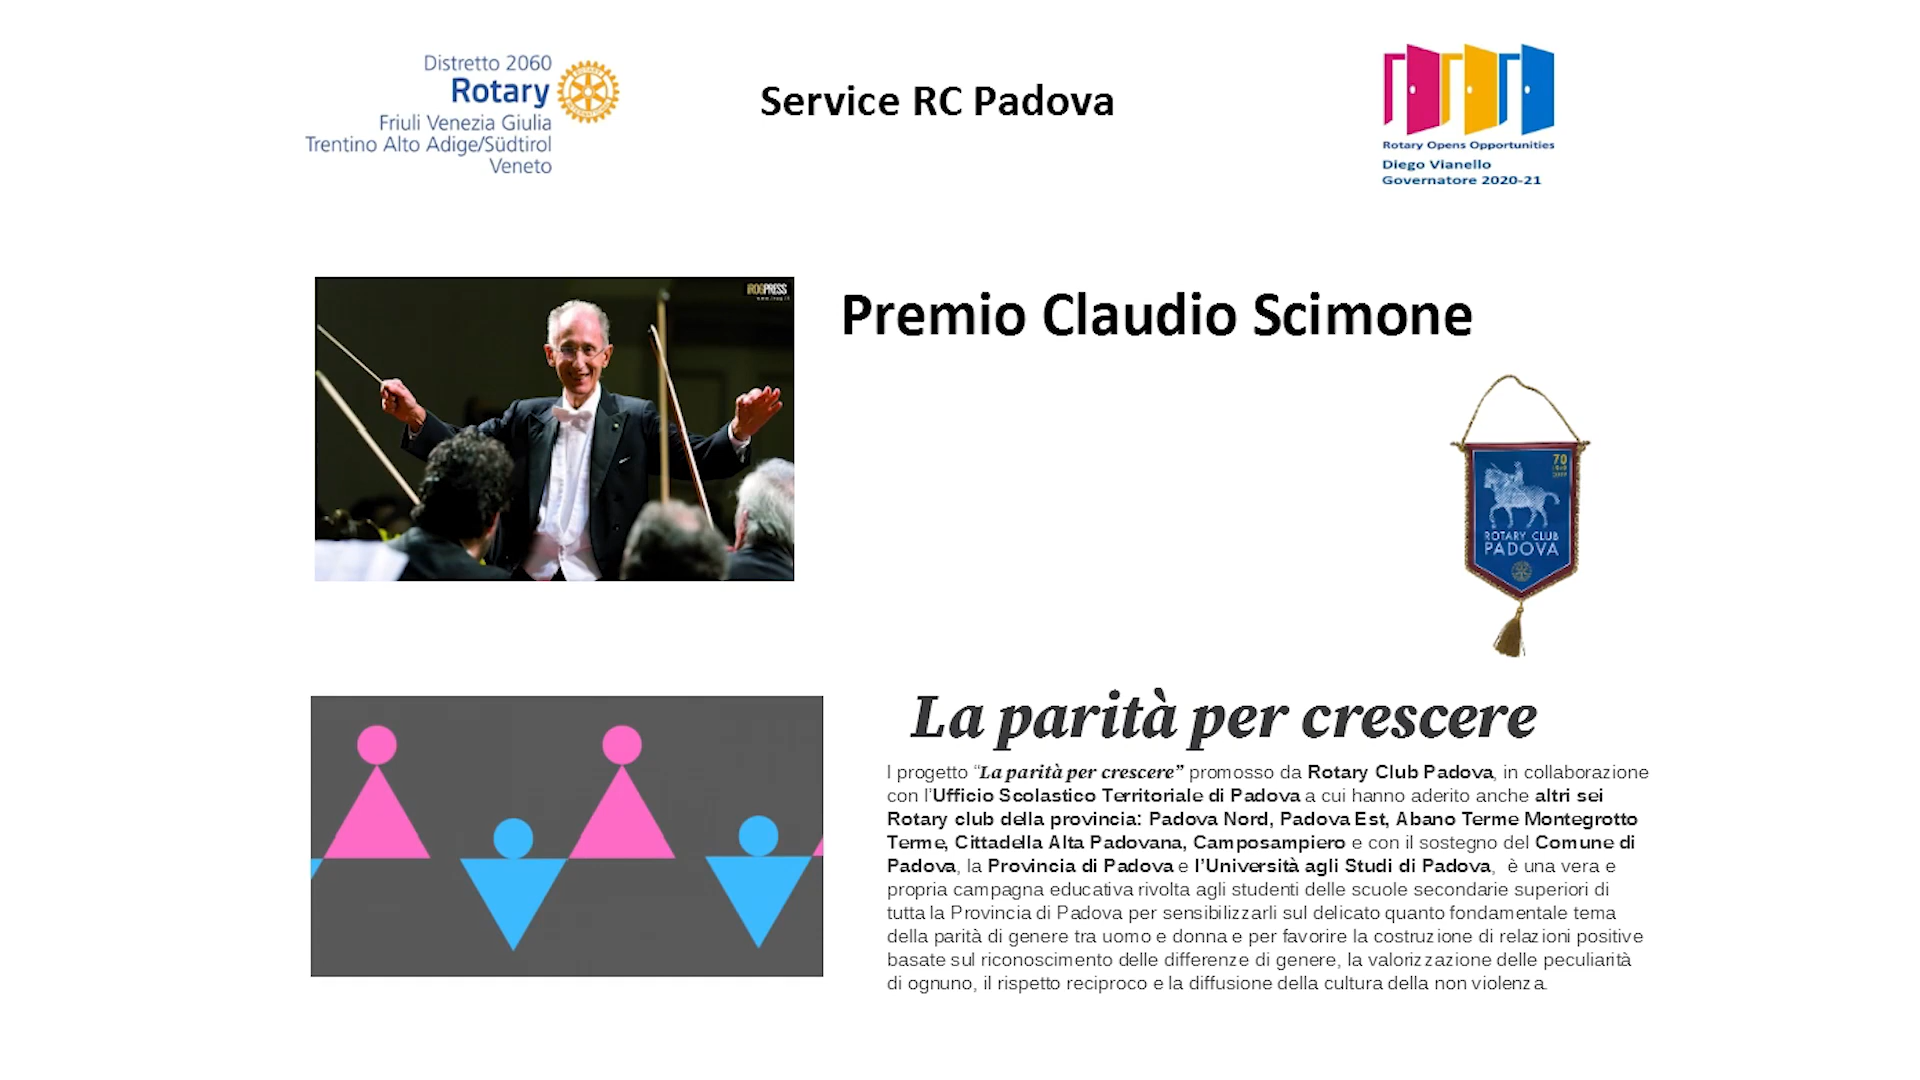 Distretto 2060
Rotary
Friuli Venezia Giulia
Trentino Alto Adige/Südtirol
Veneto
Service RC Padova
Rotary Opens Opportunities
Diego Vianello
Governatore 2020-21
IROGPRESS
Premio Claudio Scimone
70
ROTARY CLUB
PADOVA
La parità per crescere
l progetto “La parità per crescere” promosso da Rotary Club Padova, in collaborazione
con l’Ufficio Scolastico Territoriale di Padova a cui hanno aderito anche altri sei
Rotary club della provincia: Padova Nord, Padova Est, Abano Terme Montegrotto
Terme, Cittadella Alta Padovana, Camposampiero e con il sostegno del Comune di
Padova, la Provincia di Padova e l’Università agli Studi di Padova, è una vera e
propria campagna educativa rivolta agli studenti delle scuole secondarie superiori di
tutta la Provincia di Padova per sensibilizzarli sul delicato quanto fondamentale tema
della parità di genere tra uomo e donna e per favorire la costruzione di relazioni positive
basate sul riconoscimento delle differenze di genere, la valorizzazione delle peculiarità
di ognuno, il rispetto reciproco e la diffusione della cultura della non violenza.